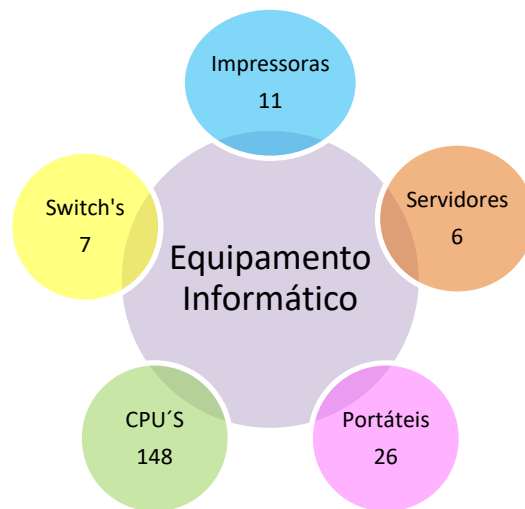 Impressoras
11
Switch's
7
Servidores
6
Equipamento
Informático
CPU´S
148
Portáteis
26